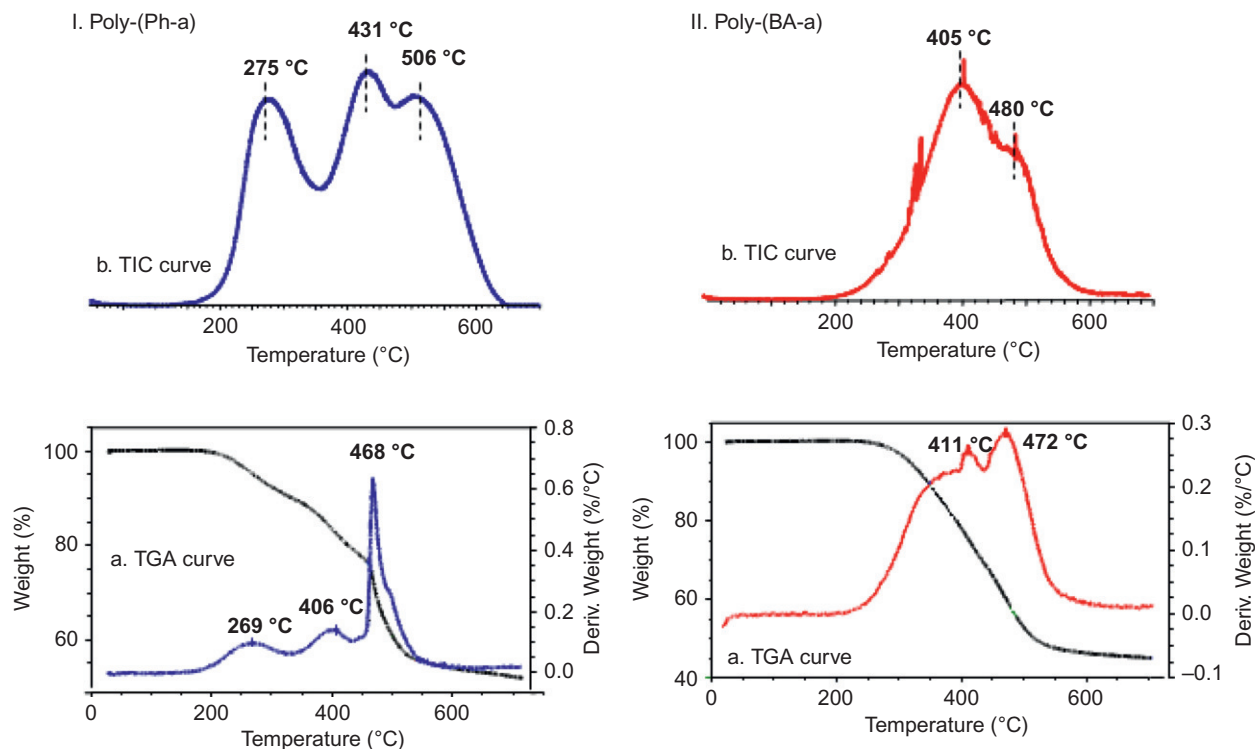 I. Poly-(Ph-a)
275 °C
431 °C
506 °C
b. TIC curve
200
400
600
Temperature (°C)
II. Poly-(BA-a)
405 °C
480 °C
b. TIC curve
200
400
600
Temperature (°C)
100
80
60
Weight (%)
0.8
0.6
0.4
0.2
0.0
Deriv. Weight (%/°C)
468 °C
a. TGA curve
269 °C
406 °C
0
200
400
600
Temperature (°C)
100
80
60
40
Weight (%)
0.3
0.2
0.1
0.0
–0.1
Deriv. Weight (%/°C)
411 °C
472 °C
a. TGA curve
0
200
400
600
Temperature (°C)